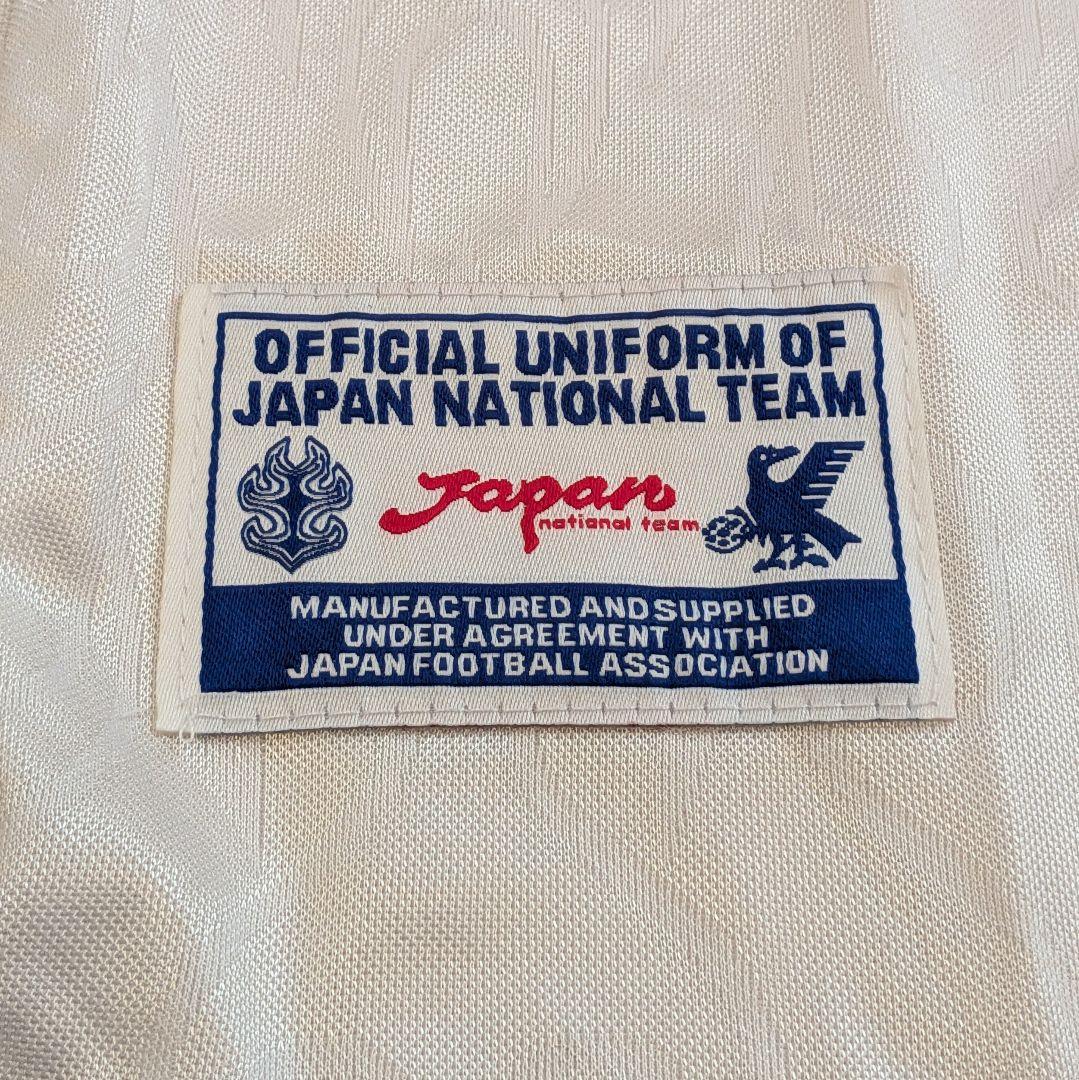 OFFICIAL UNIFORM OF
JAPAN NATIONAL TEAM
Japan
national team
MANUFACTURED AND SUPPLIED
UNDER AGREEMENT WITH
JAPAN FOOTBALL ASSOCIATION